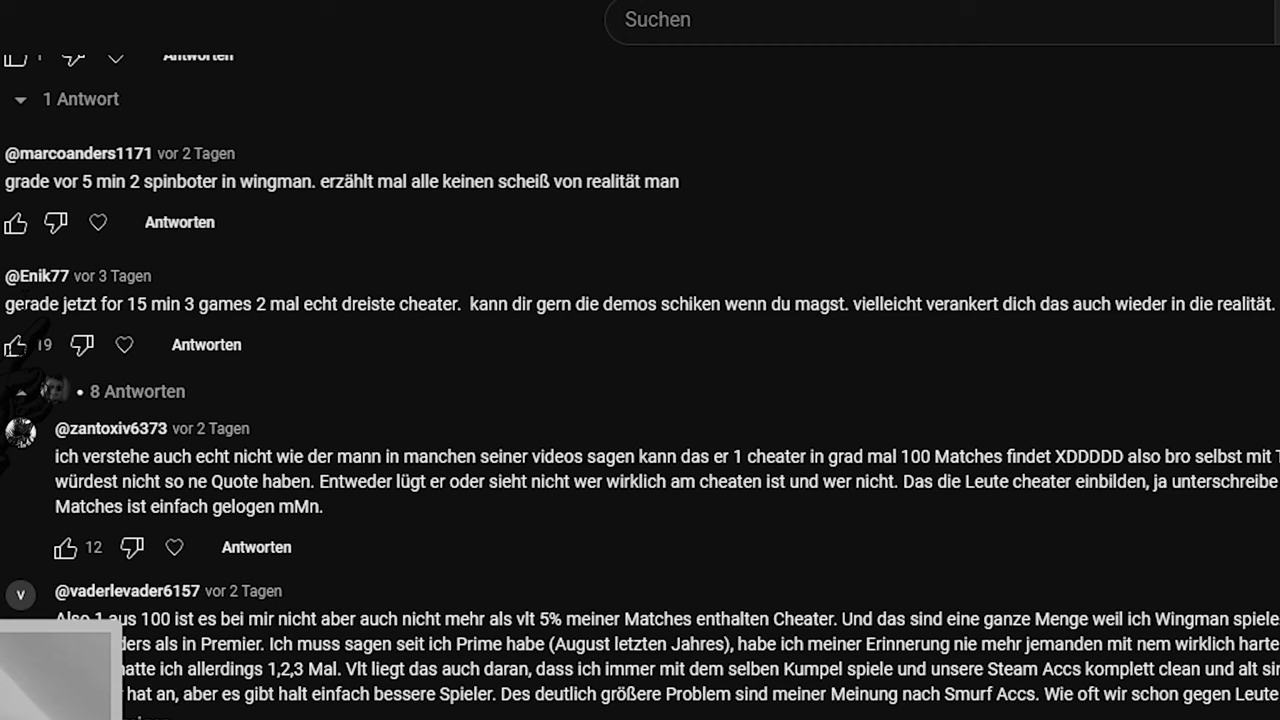 Suchen
1 Antworten
1 Antwort
@marcoanders1171 vor 2 Tagen
grade vor 5 min 2 spinboter in wingman. erzählt mal alle keinen scheiß von realität man
Antworten
@Enik77 vor 3 Tagen
gerade jetzt for 15 min 3 games 2 mal echt dreiste cheater. kann dir gern die demos schiken wenn du magst. vielleicht verankert dich das auch wieder in die realität.
19 Antworten
• 8 Antworten
@zantoxiv6373 vor 2 Tagen
ich verstehe auch echt nicht wie der mann in manchen seiner videos sagen kann das er 1 cheater in grad mal 100 Matches findet XDDDDD also bro selbst mit
würdest nicht so ne Quote haben. Entweder lügt er oder sieht nicht wer wirklich am cheaten ist und wer nicht. Das die Leute cheater einbilden, ja unterschreibe
Matches ist einfach gelogen mMn.
12 Antworten
V
@vaderlevader6157 vor 2 Tagen
Also 1 aus 100 ist es bei mir nicht aber auch nicht mehr als vlt 5% meiner Matches enthalten Cheater. Und das sind eine ganze Menge weil ich Wingman spiele
ders als in Premier. Ich muss sagen seit ich Prime habe (August letzten Jahres), habe ich meiner Erinnerung nie mehr jemanden mit nem wirklich harte
hatte ich allerdings 1,2,3 Mal. Vlt liegt das auch daran, dass ich immer mit dem selben Kumpel spiele und unsere Steam Accs komplett clean und alt
hat an, aber es gibt halt einfach bessere Spieler. Des deutlich größere Problem sind meiner Meinung nach Smurf Accs. Wie oft wir schon gegen Leute